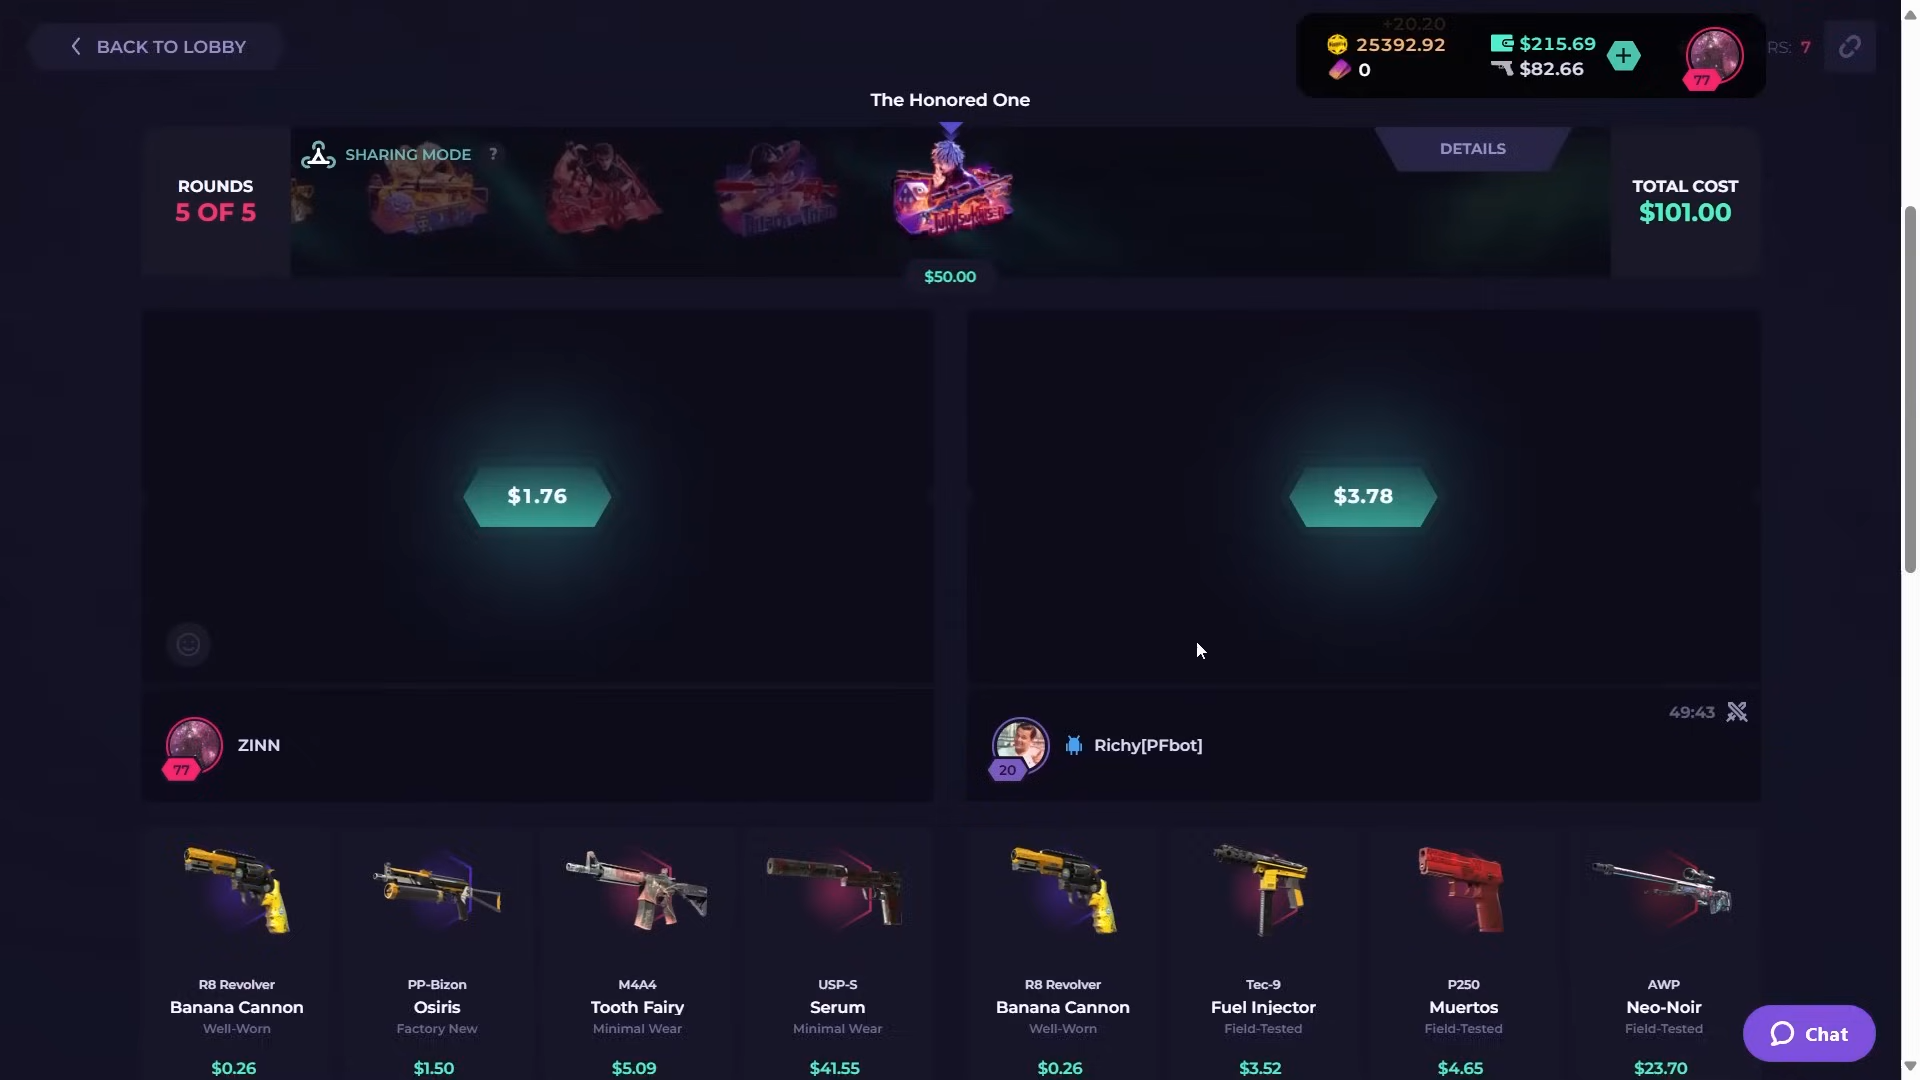 BACK TO LOBBY
+20.20
25392.92
0
$215.69
$82.66
77
RS: 7
The Honored One
SHARING MODE ?
DETAILS
ROUNDS
5 OF 5
TOTAL COST
$101.00
$50.00
$1.76
$3.78
ZINN
77
49:43
Richy[PFbot]
20
R8 Revolver
Banana Cannon
Well-Worn
$0.26
PP-Bizon
Osiris
Factory New
$1.50
M4A4
Tooth Fairy
Minimal Wear
$5.09
USP-S
Serum
Minimal Wear
$41.55
R8 Revolver
Banana Cannon
Well-Worn
$0.26
Tec-9
Fuel Injector
Field-Tested
$3.52
P250
Muertos
Field-Tested
$4.65
AWP
Neo-Noir
Field-Tested
$23.70
Chat